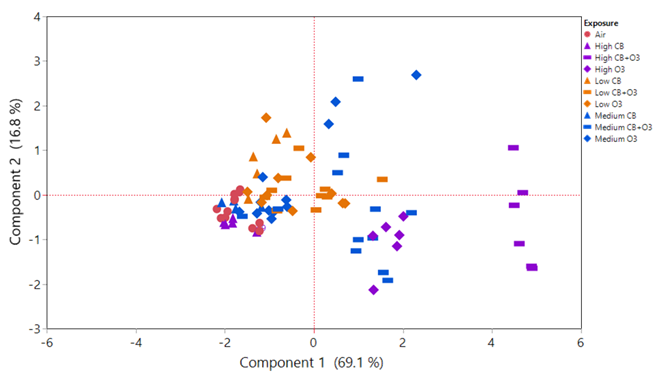 Exposure
Air
High CB
High CB+O3
High O3
Low CB
Low CB+O3
Low O3
Medium CB
Medium CB+O3
Medium O3
4
3
2
1
0
-1
-2
-3
Component 2 (16.8 %)
-6 -4 -2 0 2 4 6
Component 1 (69.1 %)